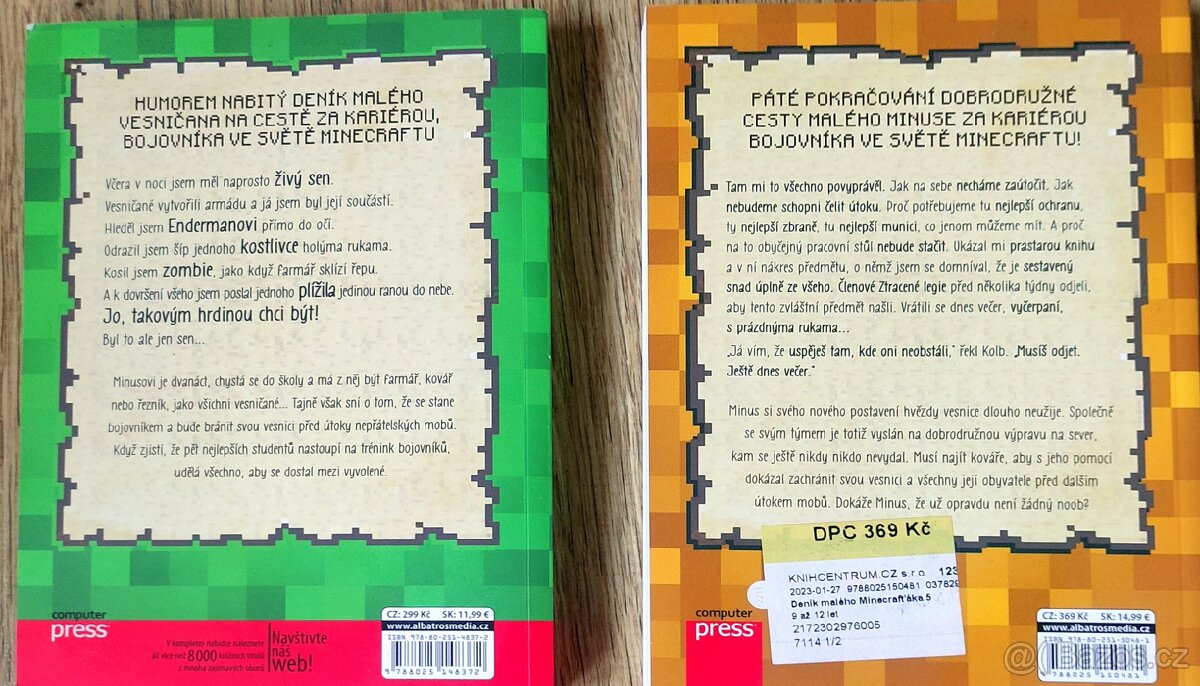 HUMOREM NABITÝ DENÍK MALÉHO
VESNIČANA NA CESTĚ ZA KARIÉROU,
BOJOVNÍKA VE SVĚTĚ MINECRAFTU
Včera v noci jsem měl naprosto živý sen.
Vesničané vytvořili armádu a já jsem byl její součástí.
Hleděl jsem Endermanovi přímo do očí.
Odrazil jsem šíp jednoho kostlivce holýma rukama.
Kosil jsem zombie, jako když farmář sklízí řepu.
A k dovršení všeho jsem poslal jednoho plížila jedinou ranou do nebe.
Jo, takovým hrdinou chci být!
Byl to ale jen sen...
Minusovi je dvanáct, chystá se do školy a má z něj být farmář, kovář
nebo řezník, jako všichni vesničané... Tajně však sní o tom, že se stane
bojovníkem a bude bránit svou vesnici před útoky nepřátelských mobů.
Když zjistí, že pět nejlepších studentů nastoupí na trénink bojovníků,
udělá všechno, aby se dostal mezi vyvolené.
computer
press
V kompletní nabídce naleznete
již více než 8000 knižních titulů
z mnoha zajímavých oborů
Navštivte
náš
web!
CZ: 299 Kč SK: 11,99 €
www.albatrosmedia.cz
ISBN 978-80-251-4837-2
9 788025 148372
PÁTÉ POKRAČOVÁNÍ DOBRODRUŽNÉ
CESTY MALÉHO MINUSE ZA KARIÉROU
BOJOVNÍKA VE SVĚTĚ MINECRAFTU!
Tam mi to všechno povyprávěl. Jak na sebe necháme zaútočit. Jak
nebudeme schopni čelit útoku. Proč potřebujeme tu nejlepší ochranu,
ty nejlepší zbraně, tu nejlepší munici, co jenom můžeme mít. A proč
na to obyčejný pracovní stůl nebude stačit. Ukázal mi prastarou knihu
a v ní nákres předmětu, o němž jsem se domníval, že je sestavený
snad úplně ze všeho. Členové Ztracené legie před několika týdny odjeli,
aby tento zvláštní předmět našli. Vrátili se dnes večer, vyčerpaní,
s prázdnýma rukama...
„Já vím, že uspěješ tam, kde oni neobstáli,“ řekl Kolb. „Musíš odjet.
Ještě dnes večer.“
Minus si svého nového postavení hvězdy vesnice dlouho neužije. Společně
se svým týmem je totiž vyslán na dobrodružnou výpravu na sever,
kam se ještě nikdy nikdo nevydal. Musí najít kováře, aby s jeho pomocí
dokázal zachránit svou vesnici a všechny její obyvatele před dalším
útokem mobů. Dokáže Minus, že už opravdu není žádný noob?
DPC 369 Kč
KNIHCENTRUM.CZ s.r.o. 123
2023-01-27 9788025150481 037829
Deník malého Minecrafťáka 5
9 až 12 let
2172302976005
7114 1/2
computer
press
CZ: 369 Kč SK: 14,99 €
www.albatrosmedia.cz
ISBN 978-80-251-5048-1
9 788025 150481
Bazos.cz